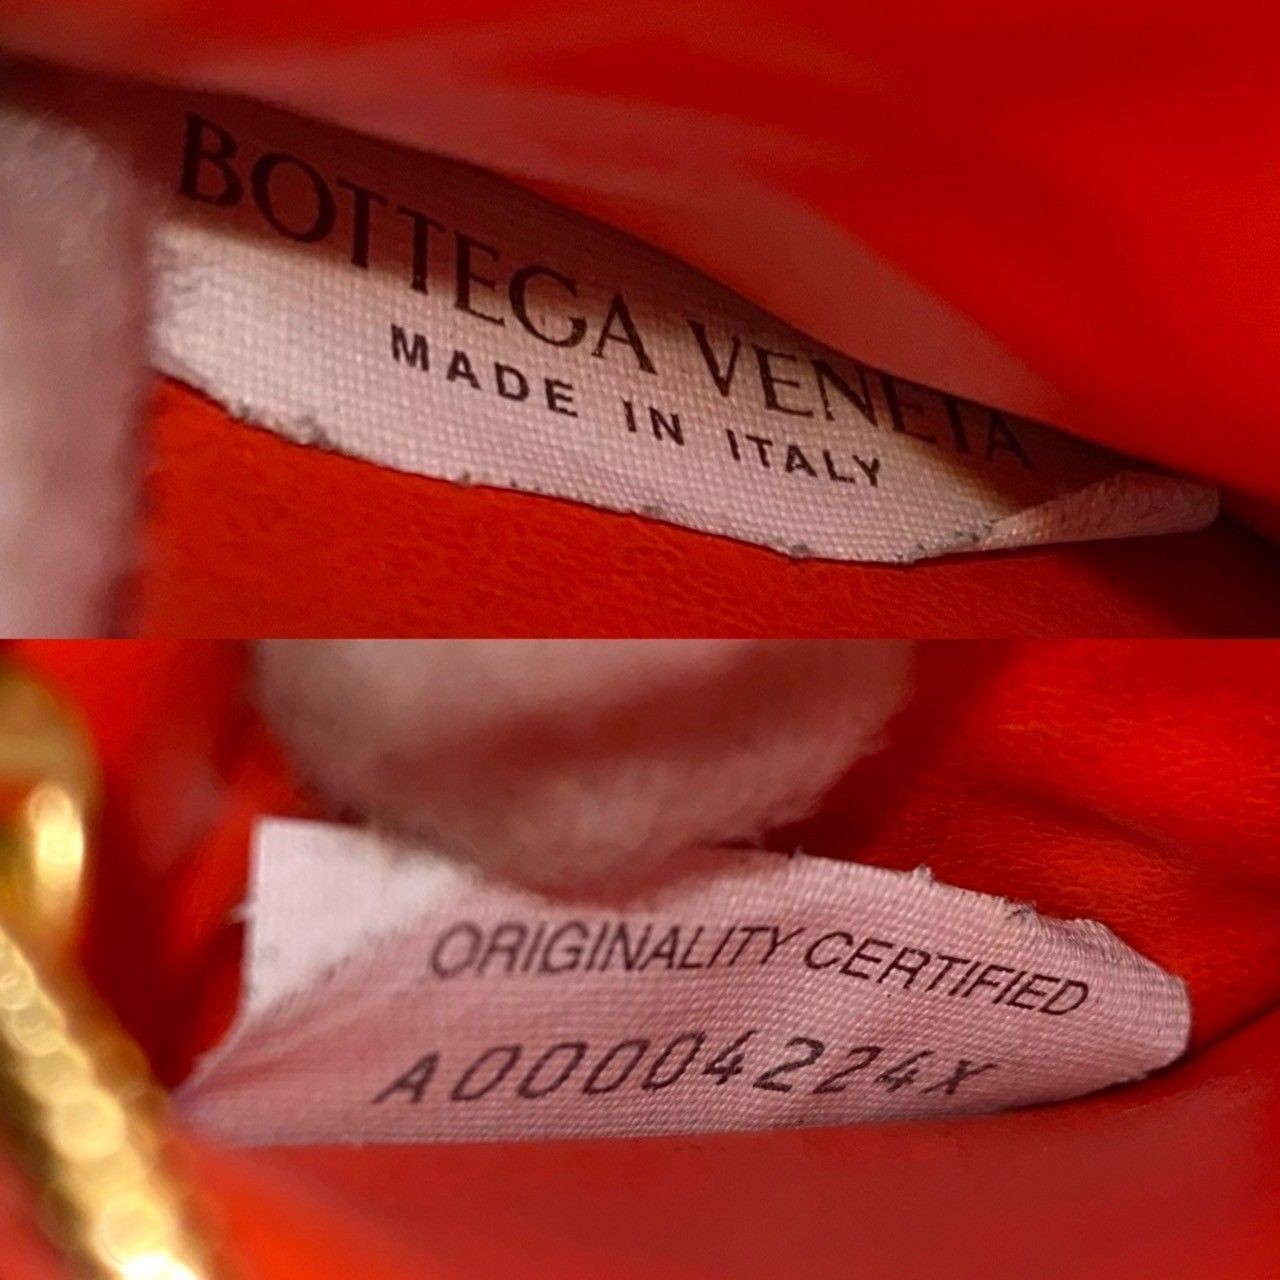 BOTTEGA VENETA
MADE IN ITALY
ORIGINALITY CERTIFIED
A00004224X